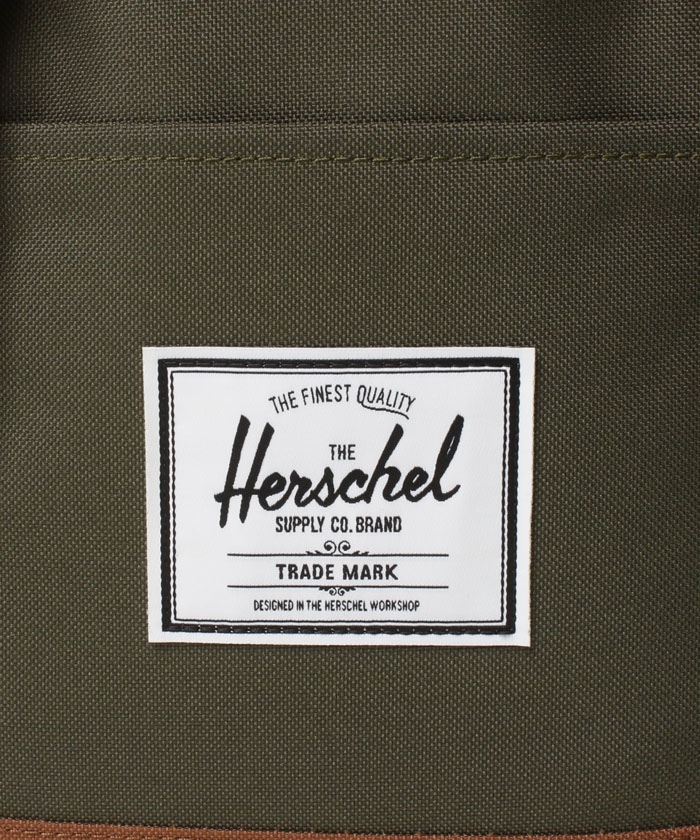 THE FINEST QUALITY
THE
Herschel
SUPPLY CO. BRAND
TRADE MARK
DESIGNED IN THE HERSCHEL WORKSHOP